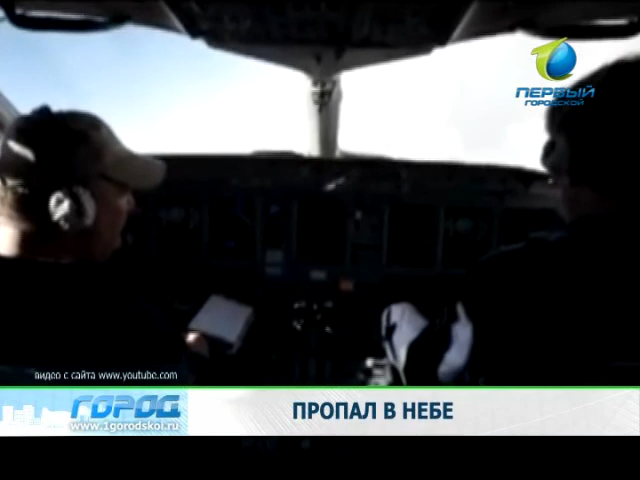 ПЕРВЫЙ
ГОРОДСКОЙ
видео с сайта www.youtube.com
ГОРОД
www.1gorodskoi.ru
ПРОПАЛ В НЕБЕ